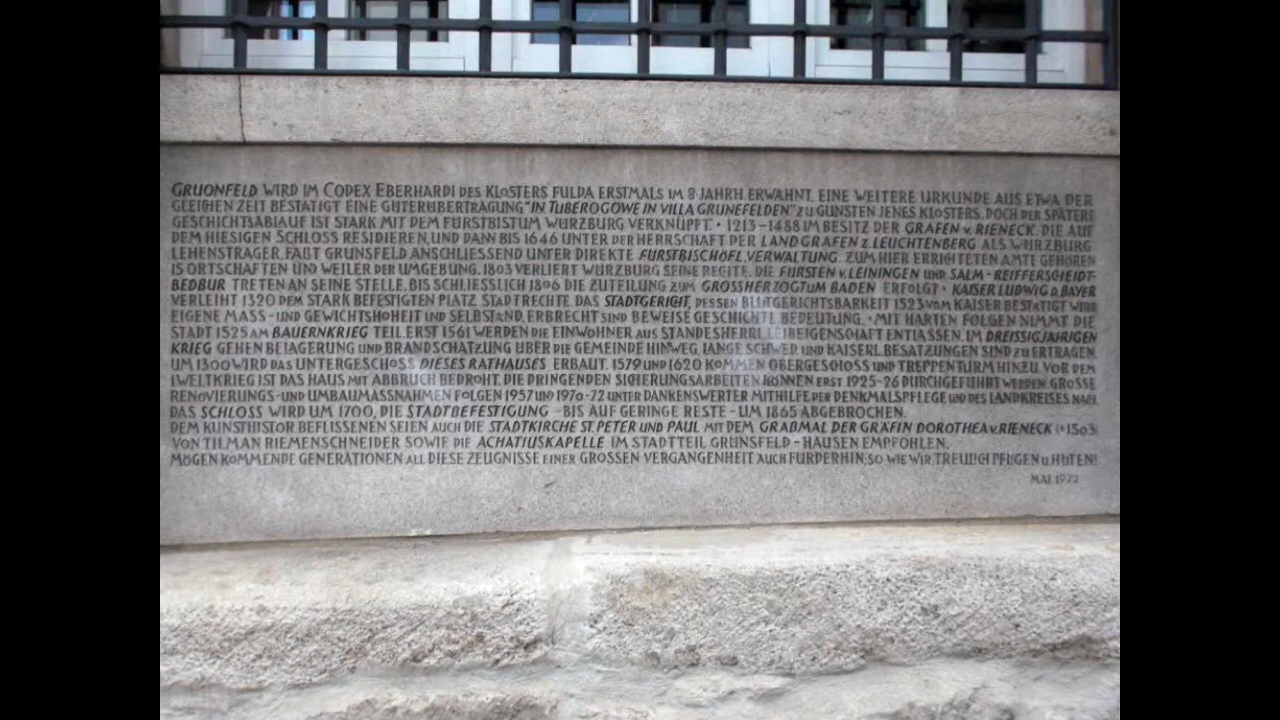 GRUONFELD WIRD IM CODEX EBERHARDI DES KLOSTERS FULDA ERSTMALS IM 8. JAHRH. ERWÄHNT. EINE WEITERE URKUNDE AUS ETWA DER
GLEICHEN ZEIT BESTÄTIGT EINE GÜTERÜBERTRAGUNG "IN TUBEROGOWE IN VILLA GRUNEFELDEN" ZU GUNSTEN JENES KLOSTERS. DOCH DER SPÄTERE
GESCHICHTSABLAUF IST STARK MIT DEM FÜRSTBISTUM WÜRZBURG VERKNÜPFT. • 1213-1488 IM BESITZ DER GRAFEN v. RIENECK, DIE AUF
DEM HIESIGEN SCHLOSS RESIDIEREN, UND DANN BIS 1646 UNTER DER HERRSCHAFT DER LANDGRAFEN z. LEUCHTENBERG ALS WÜRZBURG.
LEHENSTRÄGER, FÄLLT GRÜNSFELD ANSCHLIESSEND UNTER DIREKTE FÜRSTBISCHÖFL. VERWALTUNG. ZUM HIER ERRICHTETEN AMTE GEHÖREN
15 ORTSCHAFTEN UND WEILER DER UMGEBUNG. 1803 VERLIERT WÜRZBURG SEINE RECHTE. DIE FÜRSTEN v. LEININGEN UND SALM-REIFFERSCHEIDT-
BEDBUR TRETEN AN SEINE STELLE, BIS SCHLIESSLICH 1806 DIE ZUTEILUNG ZUM GROSSHERZOGTUM BADEN ERFOLGT • KAISER LUDWIG D. BAYER
VERLEIHT 1320 DEM STARK BEFESTIGTEN PLATZ STADTRECHTE. DAS STADTGERICHT, DESSEN BLUTGERICHTSBARKEIT 1523 VOM KAISER BESTÄTIGT WIRD
EIGENE MASS- UND GEWICHTSHOHEIT UND SELBSTÄND. ERBRECHT SIND BEWEISE GESCHICHTL. BEDEUTUNG. • MIT HARTEN FOLGEN NIMMT DIE
STADT 1525 AM BAUERNKRIEG TEIL. ERST 1561 WERDEN DIE EINWOHNER AUS STANDESHERRL. LEIBEIGENSCHAFT ENTLASSEN. IM DREISSIGJÄHRIGEN
KRIEG GEHEN BELAGERUNG UND BRANDSCHATZUNG ÜBER DIE GEMEINDE HINWEG, LANGE SCHWED. UND KAISERL. BESATZUNGEN SIND ZU ERTRAGEN.
UM 1300 WIRD DAS UNTERGESCHOSS DIESES RATHAUSES ERBAUT. 1579 UND 1620 KOMMEN OBERGESCHOSS UND TREPPENTURM HINZU. VOR DEM
I. WELTKRIEG IST DAS HAUS MIT ABBRUCH BEDROHT. DIE DRINGENDEN SICHERUNGSARBEITEN KÖNNEN ERST 1925-26 DURCHGEFÜHRT WERDEN. GROSSE
RENOVIERUNGS- UND UMBAUMASSNAHMEN FOLGEN 1957 UND 1970-72 UNTER DANKENSWERTER MITHILFE DER DENKMALSPFLEGE UND DES LANDKREISES NACH.
DAS SCHLOSS WIRD UM 1700, DIE STADTBEFESTIGUNG - BIS AUF GERINGE RESTE - UM 1865 ABGEBROCHEN.
DEM KUNSTHISTOR. BEFLISSENEN SEIEN AUCH DIE STADTKIRCHE ST. PETER UND PAUL MIT DEM GRABMAL DER GRÄFIN DOROTHEA v. RIENECK (+1503)
VON TILMAN RIEMENSCHNEIDER SOWIE DIE ACHATIUSKAPELLE IM STADTTEIL GRÜNSFELD-HAUSEN EMPFOHLEN.
MÖGEN KOMMENDE GENERATIONEN ALL DIESE ZEUGNISSE EINER GROSSEN VERGANGENHEIT AUCH FÜRDERHIN, SO WIE WIR, TREULICH PFLEGEN U. HÜTEN!
MAI 1972